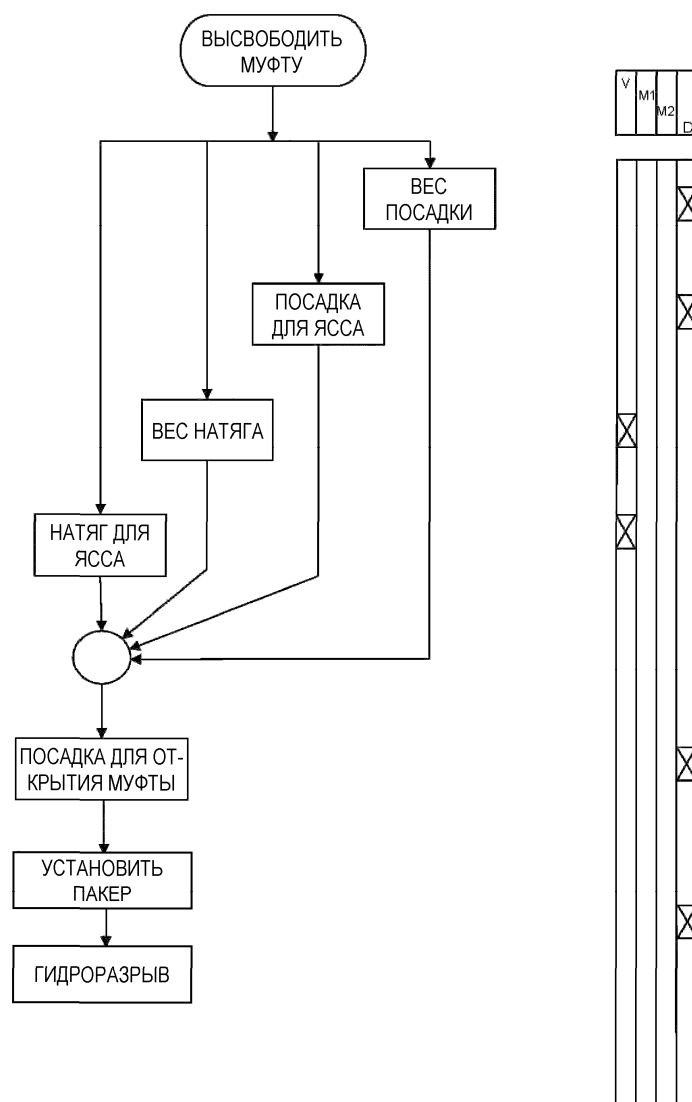 ВЫСВОБОДИТЬ
МУФТУ
ВЕС
ПОСАДКИ
ПОСАДКА
ДЛЯ ЯССА
ВЕС НАТЯГА
НАТЯГ ДЛЯ
ЯССА
ПОСАДКА ДЛЯ ОТ-
КРЫТИЯ МУФТЫ
УСТАНОВИТЬ
ПАКЕР
ГИДРОРАЗРЫВ
V
M1
M2
D